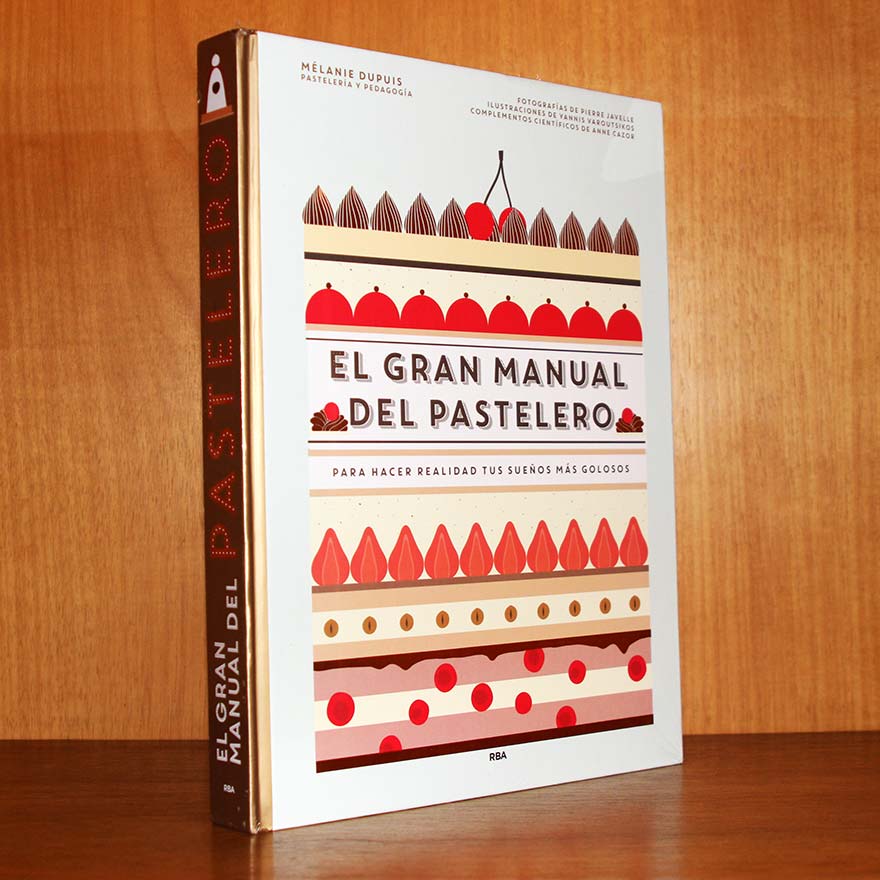 MÉLANIE DUPUIS
PASTELERÍA Y PEDAGOGÍA
FOTOGRAFÍAS DE PIERRE JAVELLE
ILUSTRACIONES DE YANNIS VAROUTSIKOS
COMPLEMENTOS CIENTÍFICOS DE ANNE CAZOR
EL GRAN MANUAL
DEL PASTELERO
PARA HACER REALIDAD TUS SUEÑOS MÁS GOLOSOS
RBA
EL GRAN
MANUAL DEL
PASTELERO
RBA